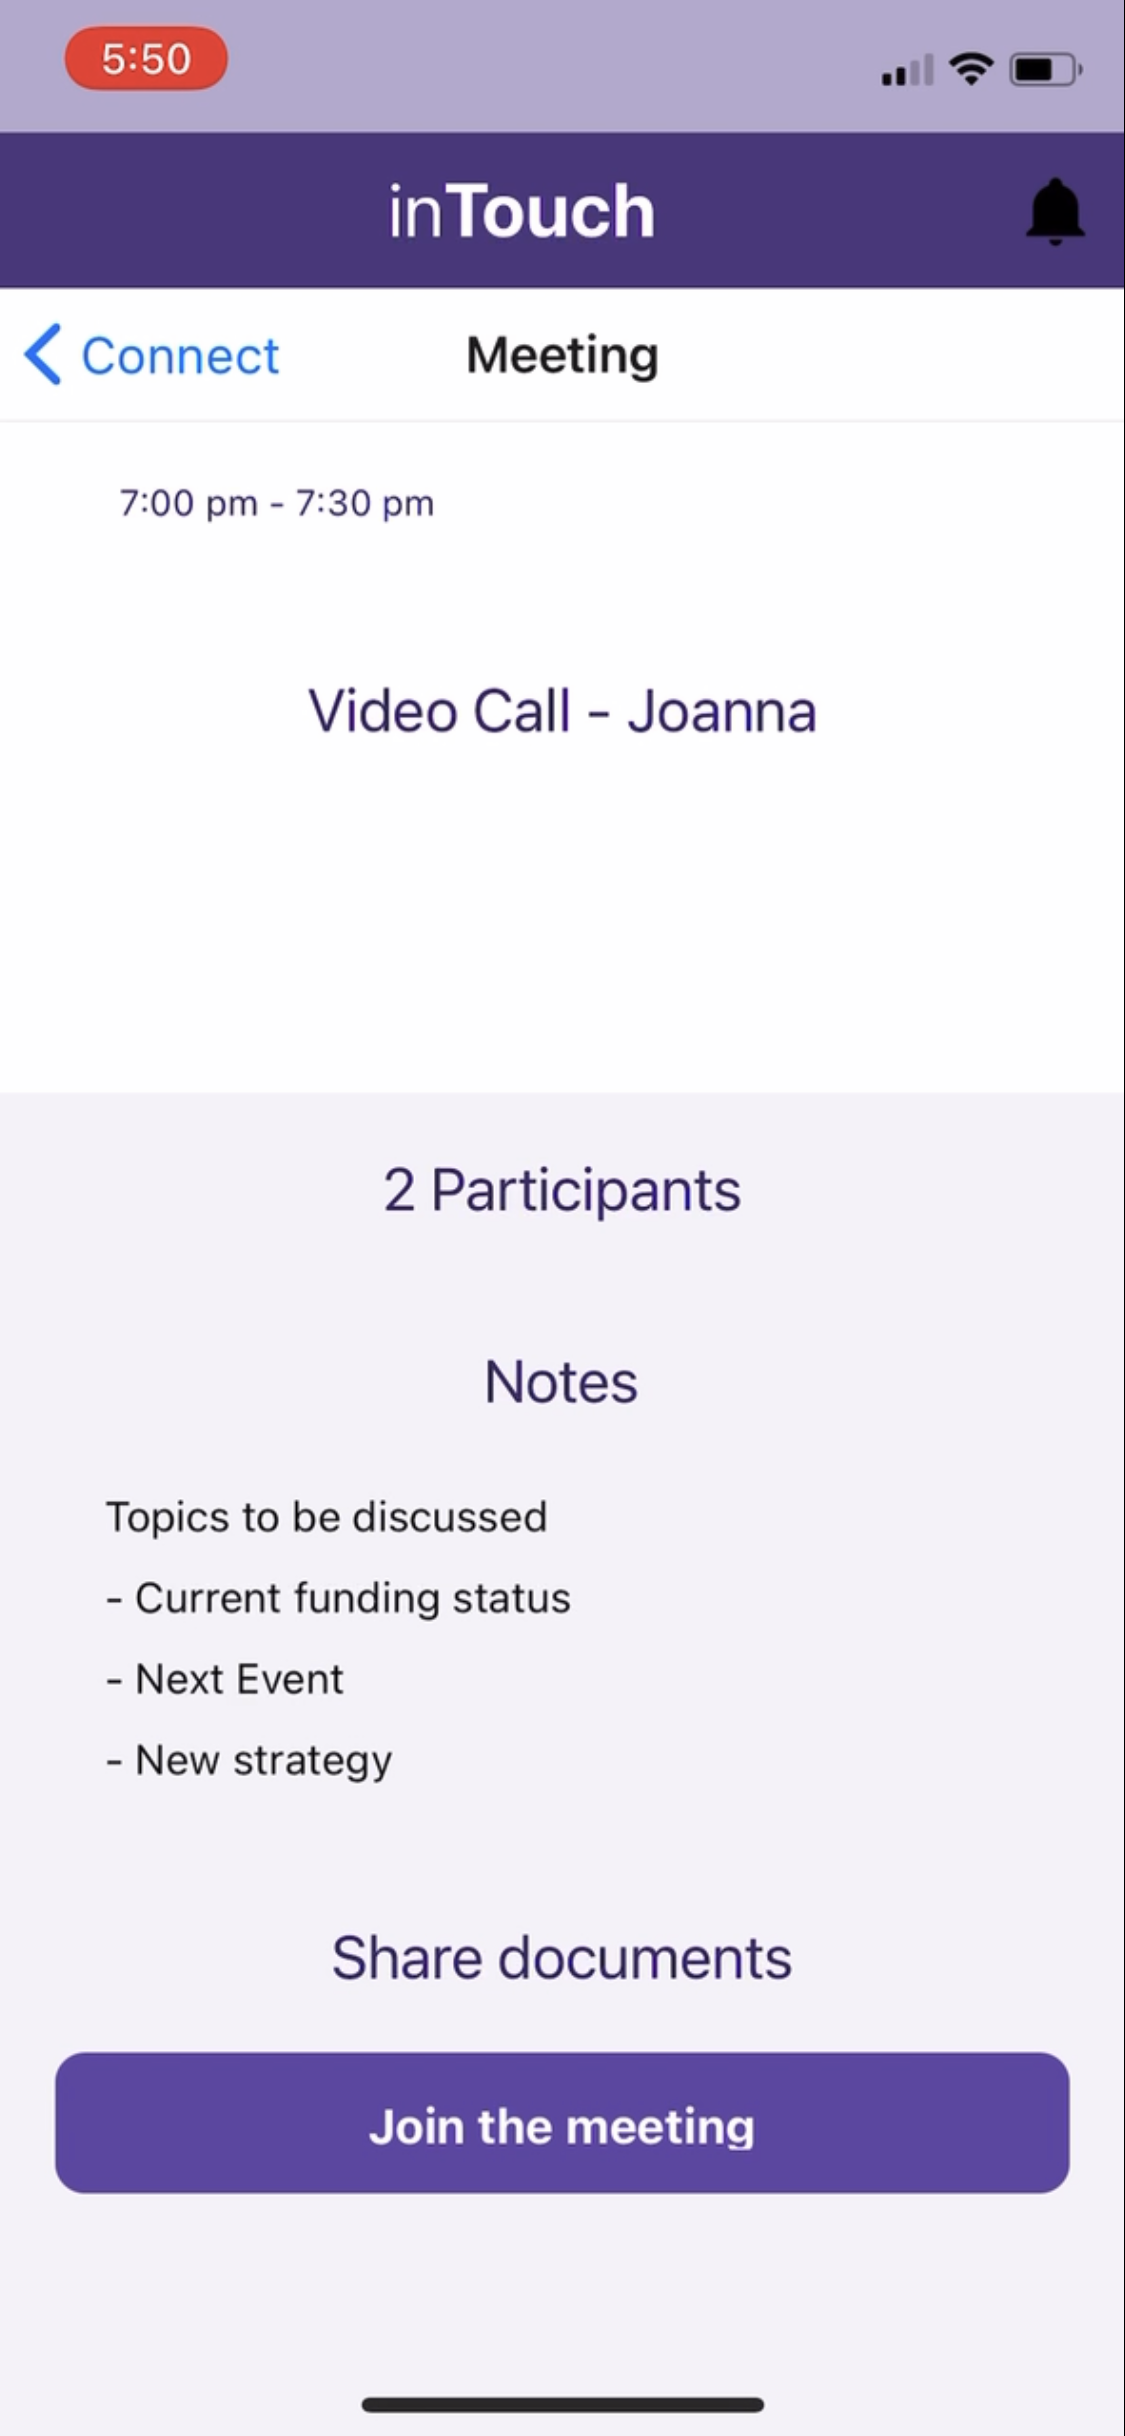 5:50
inTouch
Connect
Meeting
7:00 pm - 7:30 pm
Video Call - Joanna
2 Participants
Notes
Topics to be discussed
- Current funding status
- Next Event
- New strategy
Share documents
Join the meeting